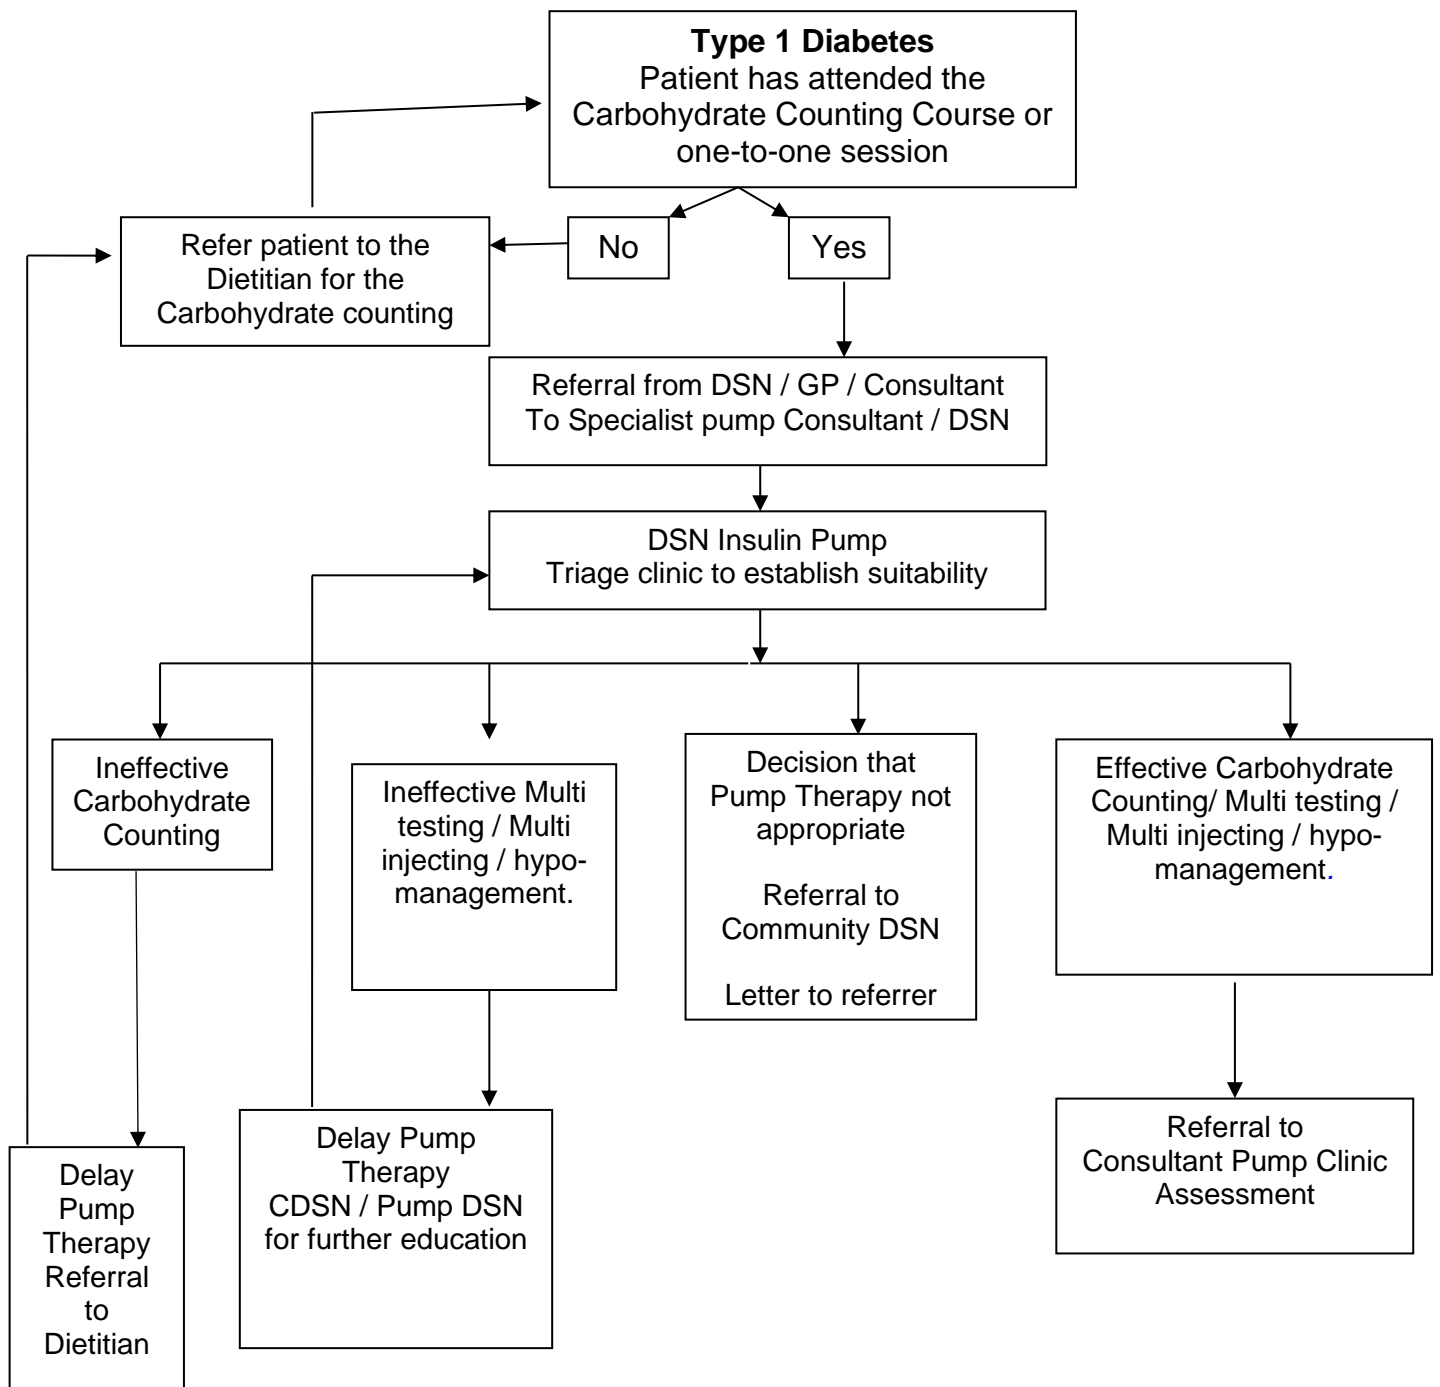 Type 1 Diabetes
Patient has attended the
Carbohydrate Counting Course or
one-to-one session
Refer patient to the
Dietitian for the
Carbohydrate counting
No
Yes
Referral from DSN / GP / Consultant
To Specialist pump Consultant / DSN
DSN Insulin Pump
Triage clinic to establish suitability
Ineffective
Carbohydrate
Counting
Ineffective Multi
testing / Multi
injecting / hypo-
management.
Decision that
Pump Therapy not
appropriate
Referral to
Community DSN
Letter to referrer
Effective Carbohydrate
Counting/ Multi testing /
Multi injecting / hypo-
management.
Delay
Pump
Therapy
Referral
to
Dietitian
Delay Pump
Therapy
CDSN / Pump DSN
for further education
Referral to
Consultant Pump Clinic
Assessment